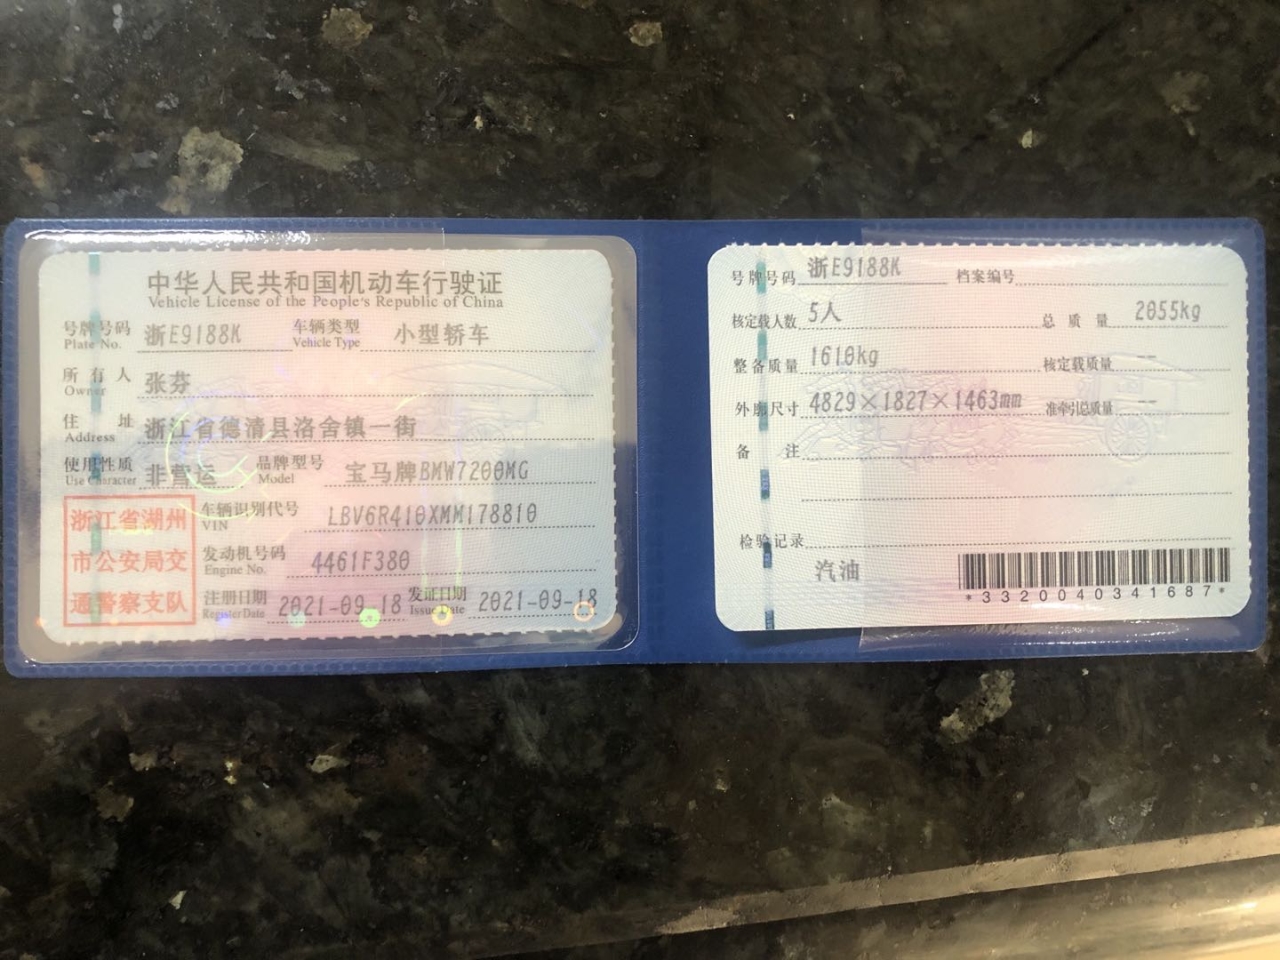 中华人民共和国机动车行驶证
Vehicle License of the People's Republic of China
号牌号码 Plate No. 浙E9188K 车辆类型 Vehicle Type 小型轿车
所有人 Owner 张芬
住址 Address 浙江省德清县洛舍镇一街
使用性质 Use Character 非营运 品牌型号 Model 宝马牌BMW7200MG
浙江省湖州
市公安局交
通警察支队
车辆识别代号 VIN LBV6R410XMM178810
发动机号码 Engine No. 4461F380
注册日期 Register Date 2021-09-18 发证日期 Issue Date 2021-09-18
号牌号码 浙E9188K 档案编号
核定载人数 5人 总质量 2055kg
整备质量 1610kg 核定载质量 --
外廓尺寸 4829×1827×1463mm 准牵引总质量 --
备注
检验记录
汽油
*3320040341687*